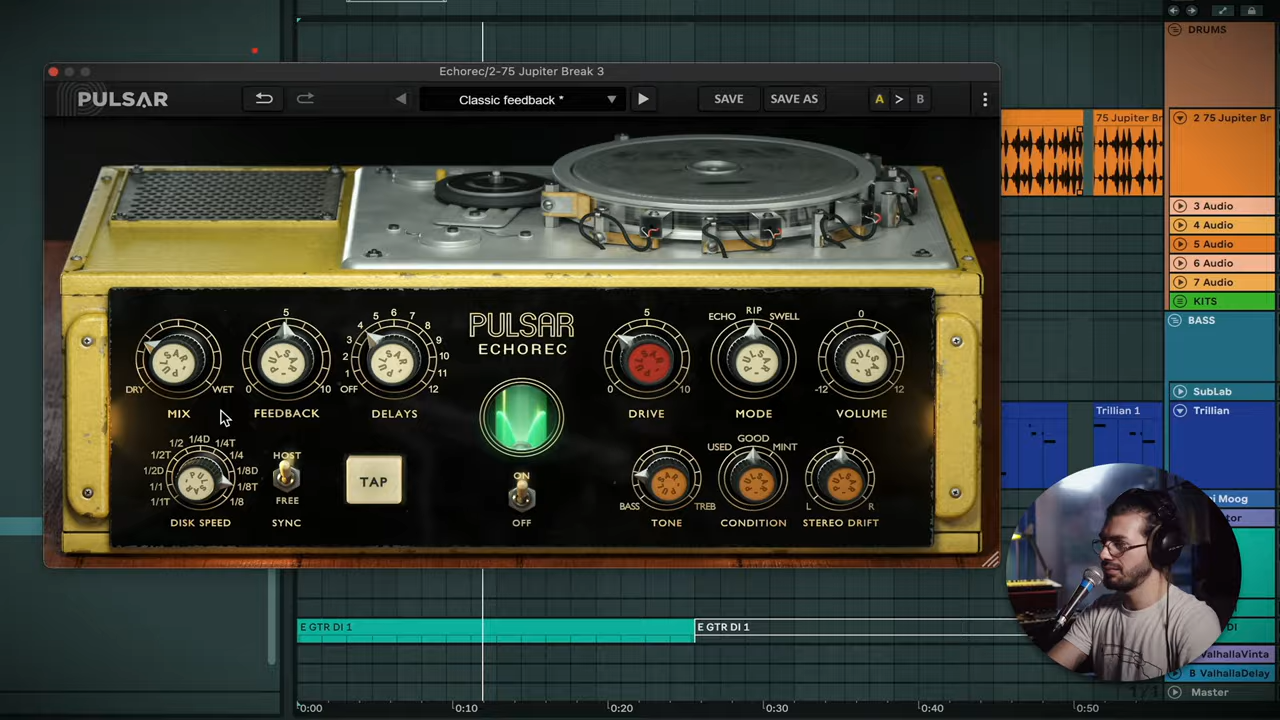 DRUMS
Echorec/2-75 Jupiter Break 3
PULSAR
Classic feedback *
SAVE
SAVE AS
A > B
75 Jupiter Br
2 75 Jupiter Br
3 Audio
4 Audio
5 Audio
6 Audio
7 Audio
KITS
BASS
SubLab
Trillian 1
Trillian
DRY
WET
MIX
5
0
10
FEEDBACK
OFF
1
2
3
4
5
6
7
8
9
10
11
12
DELAYS
PULSAR
ECHOREC
5
0
10
DRIVE
ECHO
RIP
SWELL
MODE
0
-12
12
VOLUME
1/1T
1/1
1/2D
1/2T
1/2
1/4D
1/4T
1/4
1/8D
1/8T
1/8
DISK SPEED
HOST
FREE
SYNC
TAP
ON
OFF
BASS
TREB
TONE
USED
GOOD
MINT
CONDITION
C
L
R
STEREO DRIFT
Moog
E GTR DI 1
E GTR DI 1
DI
ValhallaVinta
B ValhallaDelay
Master
0:00
0:10
0:20
0:30
0:40
0:50